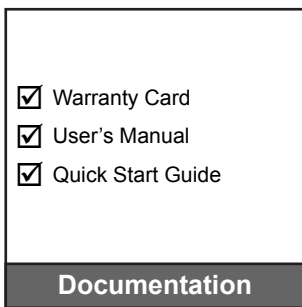 ☑ Warranty Card
☑ User’s Manual
☑ Quick Start Guide
Documentation